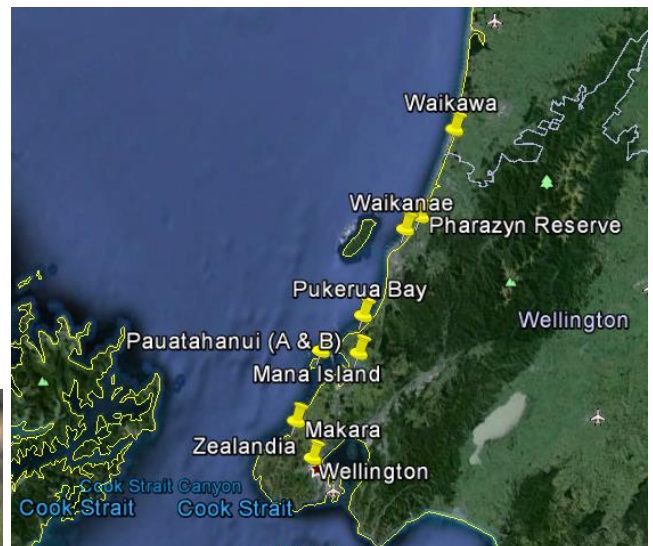 Waikawa
Waikanae
Pharazyn Reserve
Pukerua Bay
Wellington
Pauatahanui (A & B)
Mana Island
Makara
Zealandia
Wellington
Cook Strait Canyon
Cook Strait
Cook Strait